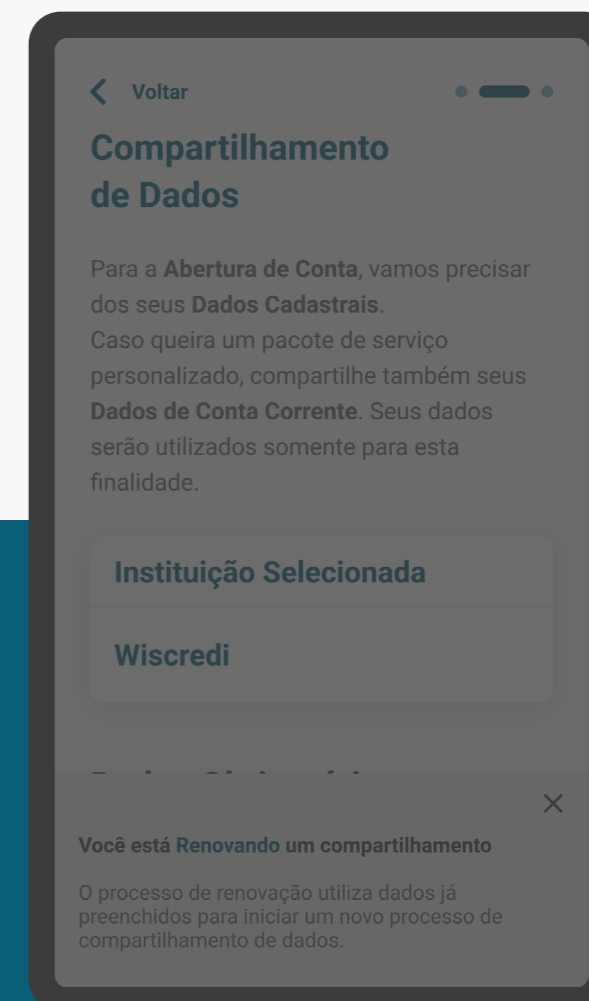 Voltar
Compartilhamento
de Dados
Para a Abertura de Conta, vamos precisar
dos seus Dados Cadastrais.
Caso queira um pacote de serviço
personalizado, compartilhe também seus
Dados de Conta Corrente. Seus dados
serão utilizados somente para esta
finalidade.
Instituição Selecionada
Wiscredi
Você está Renovando um compartilhamento
O processo de renovação utiliza dados já
preenchidos para iniciar um novo processo de
compartilhamento de dados.